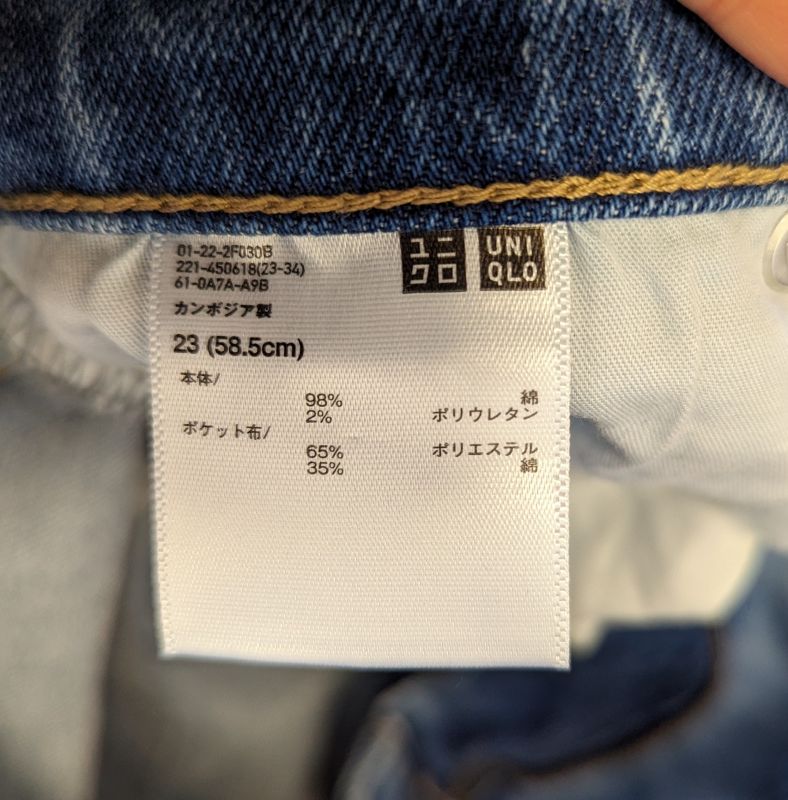 01-22-2F030B
221-450618(23-34)
61-0A7A-A9B
ユニ
クロ
UNI
QLO
カンボジア製
23 (58.5cm)
本体/
98% 綿
2% ポリウレタン
ポケット布/
65% ポリエステル
35% 綿